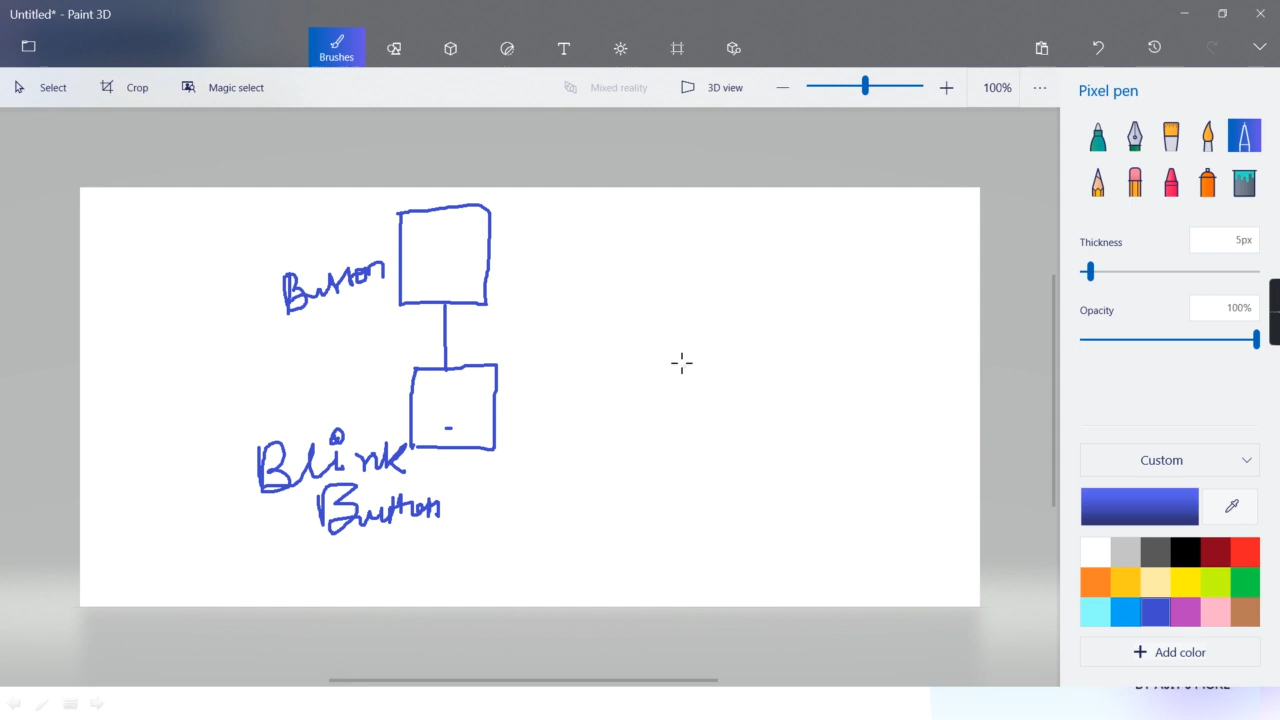 Untitled* - Paint 3D
Brushes
Select
Crop
Magic select
Mixed reality
3D view
100%
Pixel pen
Thickness
5px
Opacity
100%
Custom
Add color
Button
Blink
Button